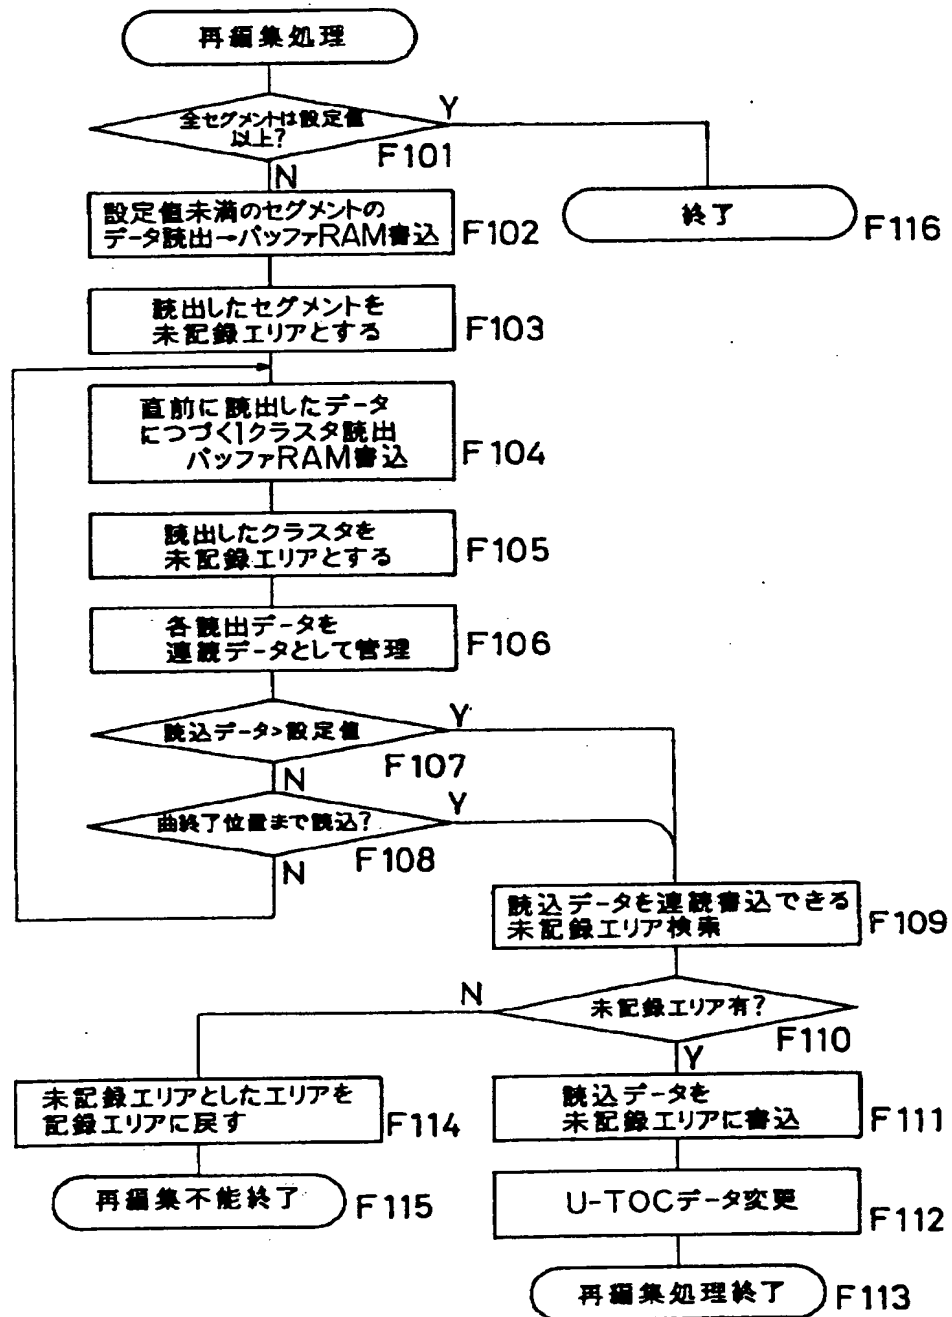 再編集処理
全セグメントは設定値
以上?
Y
F101
N
設定値未満のセグメントの
データ読出→バッファRAM書込
F102
終了
F116
読出したセグメントを
未記録エリアとする
F103
直前に読出したデータ
につづく1クラスタ読出
バッファRAM書込
F104
読出したクラスタを
未記録エリアとする
F105
各読出データを
連続データとして管理
F106
読込データ>設定値
Y
F107
N
曲終了位置まで読込?
Y
F108
N
読込データを連続書込できる
未記録エリア検索
F109
未記録エリア有?
N
F110
Y
未記録エリアとしたエリアを
記録エリアに戻す
F114
読込データを
未記録エリアに書込
F111
再編集不能終了
F115
U-TOCデータ変更
F112
再編集処理終了
F113